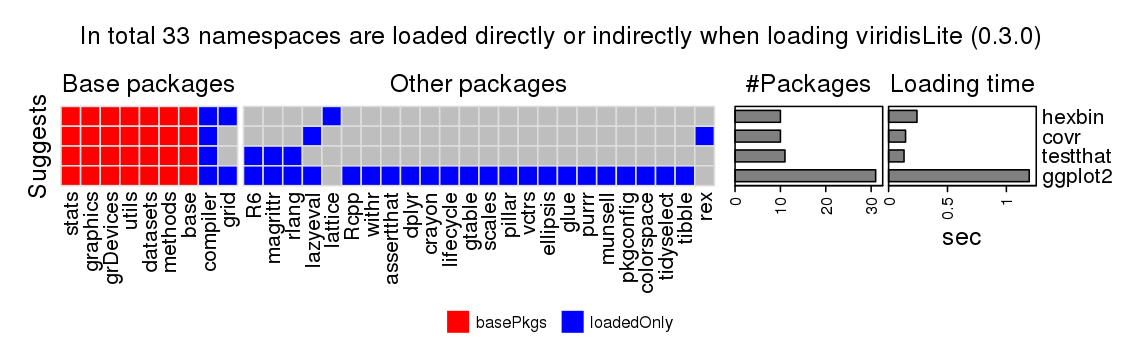 In total 33 namespaces are loaded directly or indirectly when loading viridisLite (0.3.0)
Base packages
Other packages
#Packages
Loading time
Suggests
hexbin
covr
testthat
ggplot2
stats
graphics
grDevices
utils
datasets
methods
base
compiler
grid
R6
magrittr
rlang
lazyeval
lattice
Rcpp
withr
assertthat
dplyr
crayon
lifecycle
gtable
scales
pillar
vctrs
ellipsis
glue
purrr
munsell
pkgconfig
colorspace
tidyselect
tibble
rex
0
10
20
30
0
0.5
1
sec
basePkgs
loadedOnly